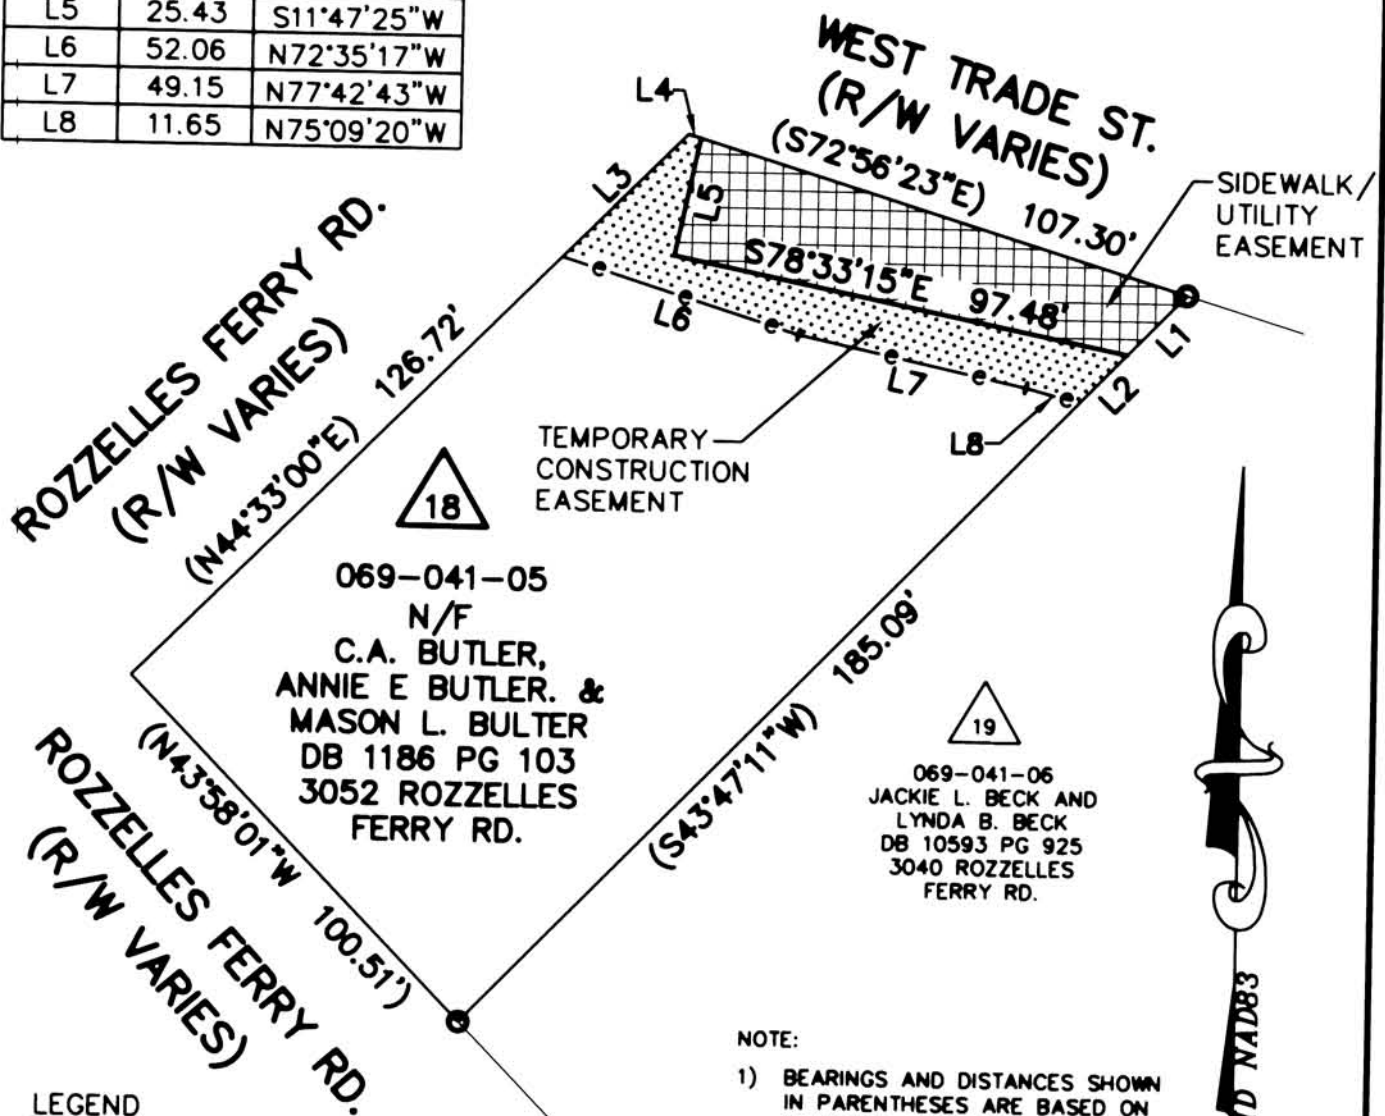 L5 25.43 S11°47'25"W
L6 52.06 N72°35'17"W
L7 49.15 N77°42'43"W
L8 11.65 N75°09'20"W
WEST TRADE ST.
(R/W VARIES)
(S72°56'23"E) 107.30'
L4
L3
L5
SIDEWALK/
UTILITY
EASEMENT
S78°33'15"E 97.48'
L1
L2
L6
L7
L8
TEMPORARY
CONSTRUCTION
EASEMENT
ROZZELLES FERRY RD.
(R/W VARIES)
(N44°33'00"E) 126.72'
18
069-041-05
N/F
C.A. BUTLER,
ANNIE E BUTLER. &
MASON L. BULTER
DB 1186 PG 103
3052 ROZZELLES
FERRY RD.
(S43°47'11"W) 185.09'
19
069-041-06
JACKIE L. BECK AND
LYNDA B. BECK
DB 10593 PG 925
3040 ROZZELLES
FERRY RD.
(N43°58'01"W 100.51')
ROZZELLES FERRY RD.
(R/W VARIES)
D NAD83
NOTE:
1) BEARINGS AND DISTANCES SHOWN
IN PARENTHESES ARE BASED ON
LEGEND